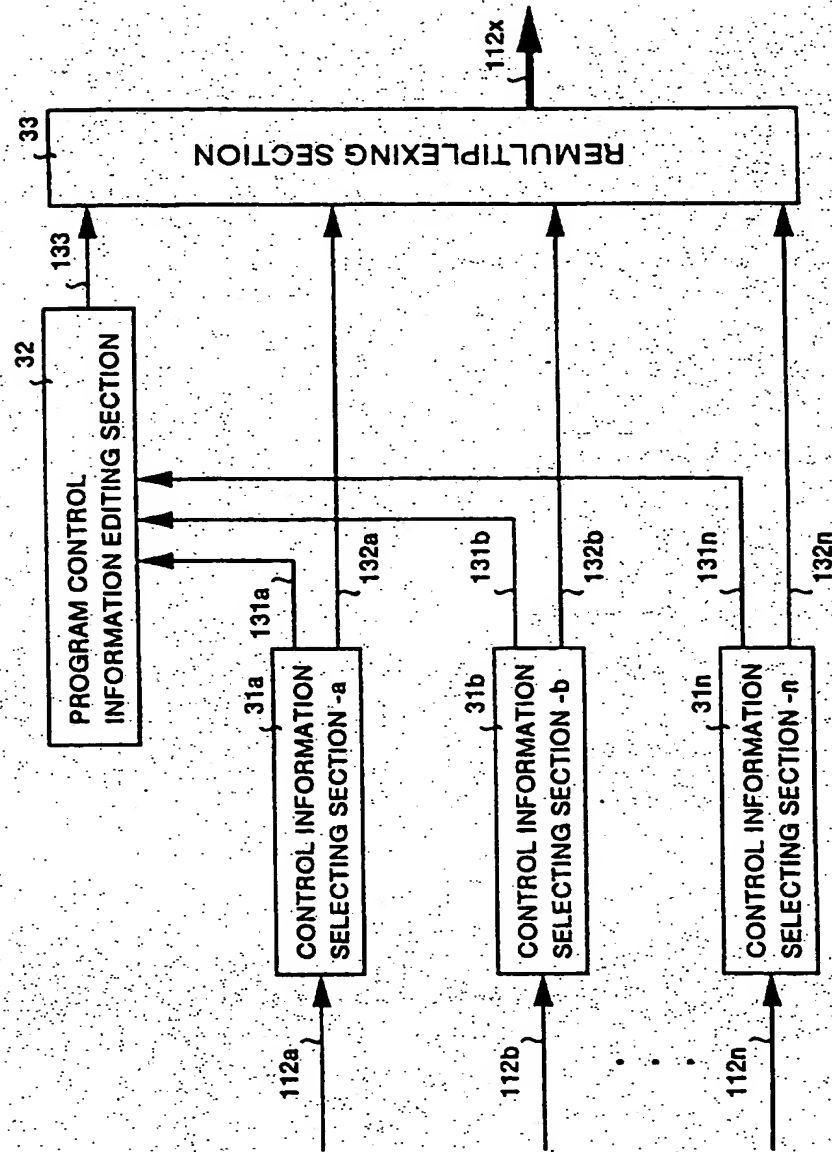 32
PROGRAM CONTROL
INFORMATION EDITING SECTION
133
33
REMULTIPLEXING SECTION
112x
112a
31a
CONTROL INFORMATION
SELECTING SECTION -a
131a
132a
112b
31b
CONTROL INFORMATION
SELECTING SECTION -b
131b
132b
112n
31n
CONTROL INFORMATION
SELECTING SECTION -n
131n
132n